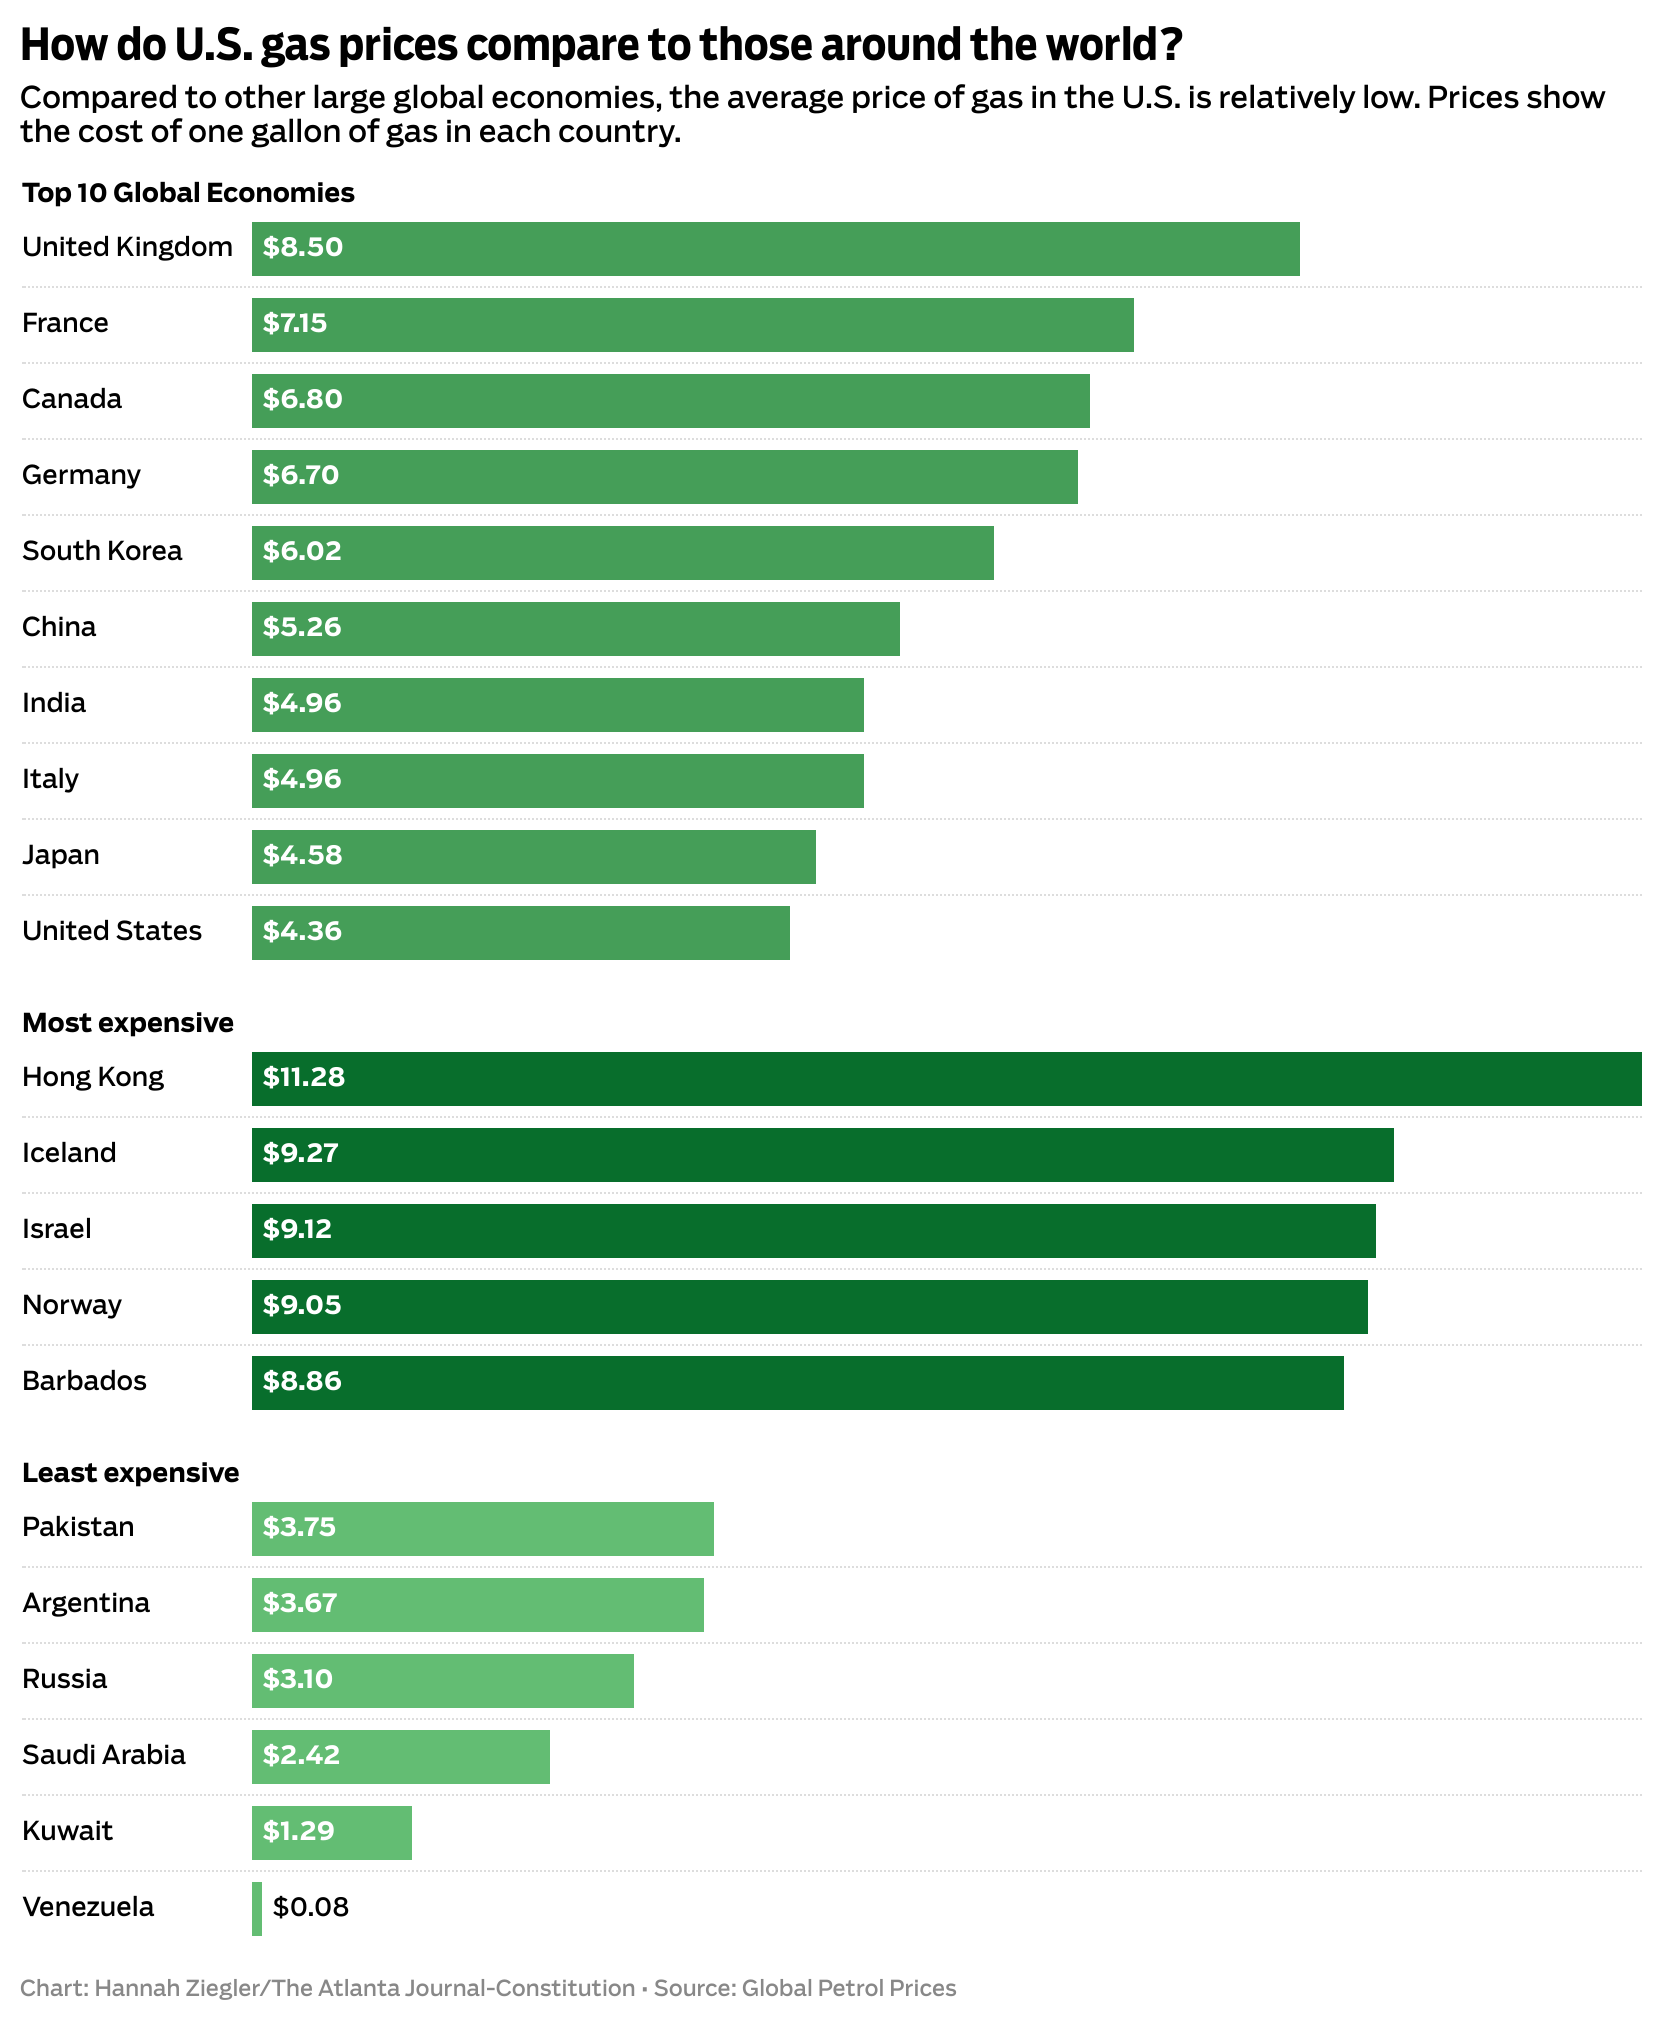 How do U.S. gas prices compare to those around the world?
Compared to other large global economies, the average price of gas in the U.S. is relatively low. Prices show
the cost of one gallon of gas in each country.
Top 10 Global Economies
United Kingdom $8.50
France $7.15
Canada $6.80
Germany $6.70
South Korea $6.02
China $5.26
India $4.96
Italy $4.96
Japan $4.58
United States $4.36
Most expensive
Hong Kong $11.28
Iceland $9.27
Israel $9.12
Norway $9.05
Barbados $8.86
Least expensive
Pakistan $3.75
Argentina $3.67
Russia $3.10
Saudi Arabia $2.42
Kuwait $1.29
Venezuela $0.08
Chart: Hannah Ziegler/The Atlanta Journal-Constitution • Source: Global Petrol Prices